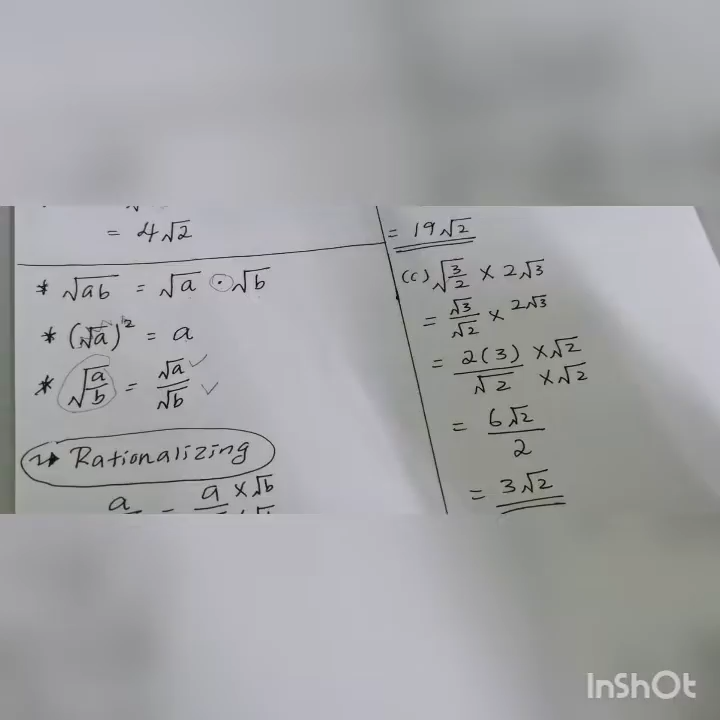 = 4√2
* √ab = √a · √b
* (√a)² = a
* √(a/b) = √a/√b
→ Rationalizing
a = a × √b
= 19√2
(c) √(3/2) × 2√3
= √3/√2 × 2√3
= 2(3) × √2 / √2 × √2
= 6√2/2
= 3√2
InShOt